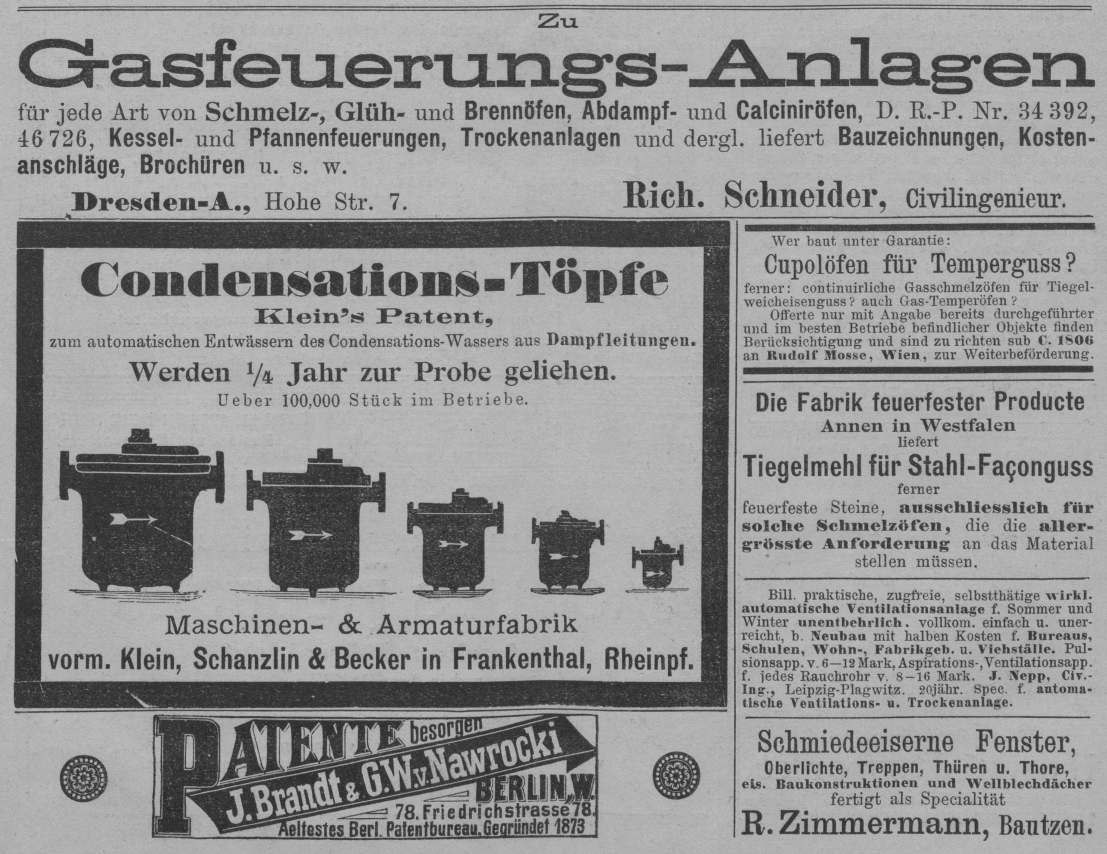 Zu
Gasfeuerungs-Anlagen
für jede Art von Schmelz-, Glüh- und Brennöfen, Abdampf- und Calciniröfen, D. R.-P. Nr. 34 392,
46 726, Kessel- und Pfannenfeuerungen, Trockenanlagen und dergl. liefert Bauzeichnungen, Kosten-
anschläge, Brochüren u. s. w.
Dresden-A., Hohe Str. 7.
Rich. Schneider, Civilingenieur.
Condensations-Töpfe
Klein's Patent,
zum automatischen Entwässern des Condensations-Wassers aus Dampfleitungen.
Werden 1/4 Jahr zur Probe geliehen.
Ueber 100,000 Stück im Betriebe.
Maschinen- & Armaturfabrik
vorm. Klein, Schanzlin & Becker in Frankenthal, Rheinpf.
PATENTE besorgen
J. Brandt & G.W.v. Nawrocki
BERLIN, W.
78. Friedrichstrasse 78.
Aeltestes Berl. Patentbureau, Gegründet 1873
Wer baut unter Garantie:
Cupolöfen für Temperguss?
ferner: continuirliche Gasschmelzöfen für Tiegel-
weicheisenguss? auch Gas-Temperöfen?
Offerte nur mit Angabe bereits durchgeführter
und im besten Betriebe befindlicher Objekte finden
Berücksichtigung und sind zu richten sub C. 1806
an Rudolf Mosse, Wien, zur Weiterbeförderung.
Die Fabrik feuerfester Producte
Annen in Westfalen
liefert
Tiegelmehl für Stahl-Façonguss
ferner
feuerfeste Steine, ausschliesslich für
solche Schmelzöfen, die die aller-
grösste Anforderung an das Material
stellen müssen.
Bill. praktische, zugfreie, selbstthätige wirkl.
automatische Ventilationsanlage f. Sommer und
Winter unentbehrlich, vollkom. einfach u. uner-
reicht, b. Neubau mit halben Kosten f. Bureaus,
Schulen, Wohn-, Fabrikgeb. u. Viehställe. Pul-
sionsapp. v. 6—12 Mark, Aspirations-, Ventilationsapp.
f. jedes Rauchrohr v. 8—16 Mark. J. Nepp, Civ.-
Ing., Leipzig-Plagwitz. 20jähr. Spec. f. automa-
tische Ventilations- u. Trockenanlage.
Schmiedeeiserne Fenster,
Oberlichte, Treppen, Thüren u. Thore,
eis. Baukonstruktionen und Wellblechdächer
fertigt als Specialität
R. Zimmermann, Bautzen.